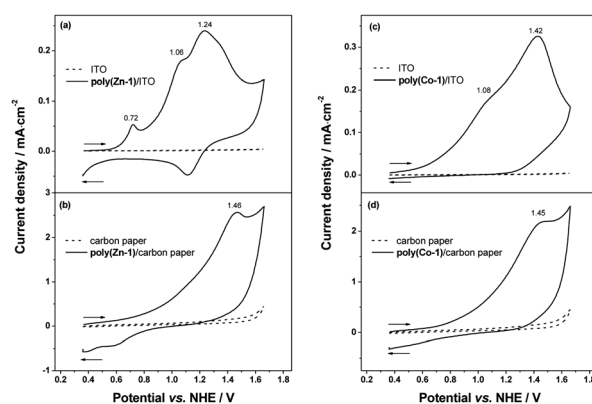 (a)
1.24
1.06
0.72
ITO
poly(Zn-1)/ITO
0.2
0.1
0.0
Current density / mA·cm⁻²
(b)
1.46
carbon paper
poly(Zn-1)/carbon paper
3
2
1
0
-1
0.2 0.4 0.6 0.8 1.0 1.2 1.4 1.6 1.8
Potential vs. NHE / V
(c)
1.42
1.08
ITO
poly(Co-1)/ITO
0.3
0.2
0.1
0.0
Current density / mA·cm⁻²
(d)
1.45
carbon paper
poly(Co-1)/carbon paper
2
1
0
0.2 0.4 0.6 0.8 1.0 1.2 1.4 1.6 1.8
Potential vs. NHE / V